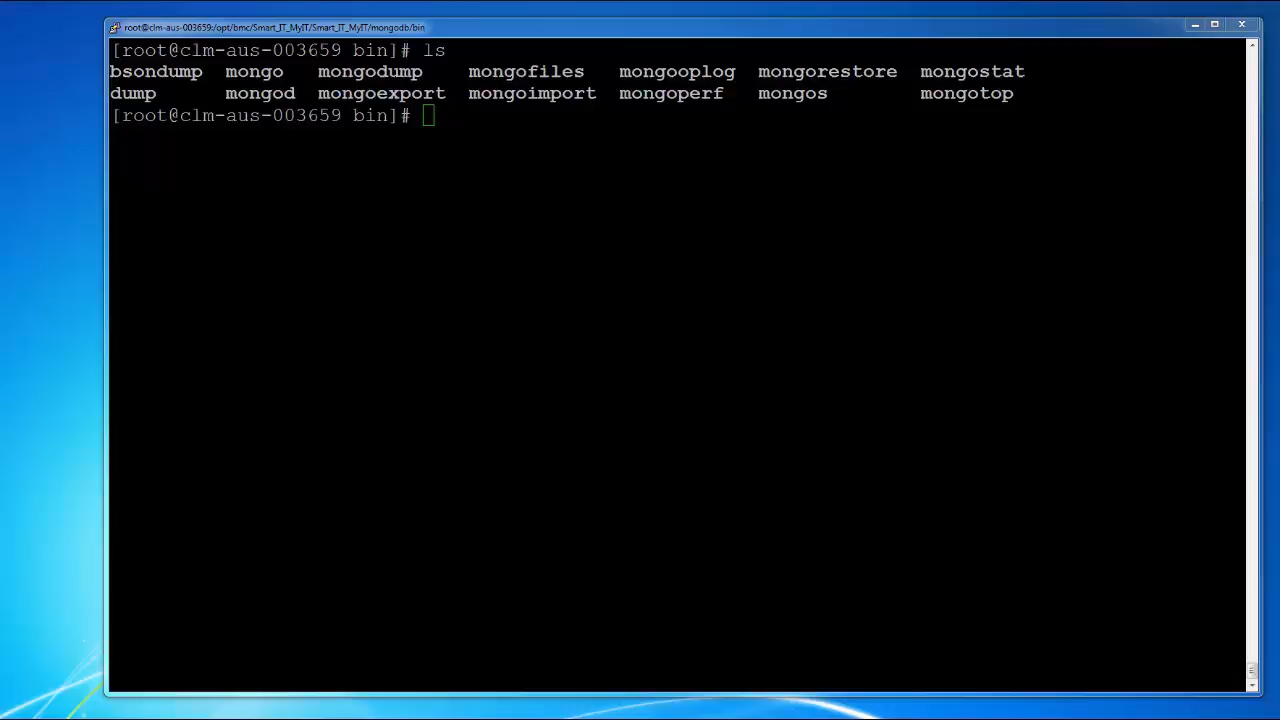 root@clm-aus-003659:/opt/bmc/Smart_IT_MyIT/Smart_IT_MyIT/mongodb/bin
[root@clm-aus-003659 bin]# ls
bsondump mongo mongodump mongofiles mongooplog mongorestore mongostat
dump mongod mongoexport mongoimport mongoperf mongos mongotop
[root@clm-aus-003659 bin]#